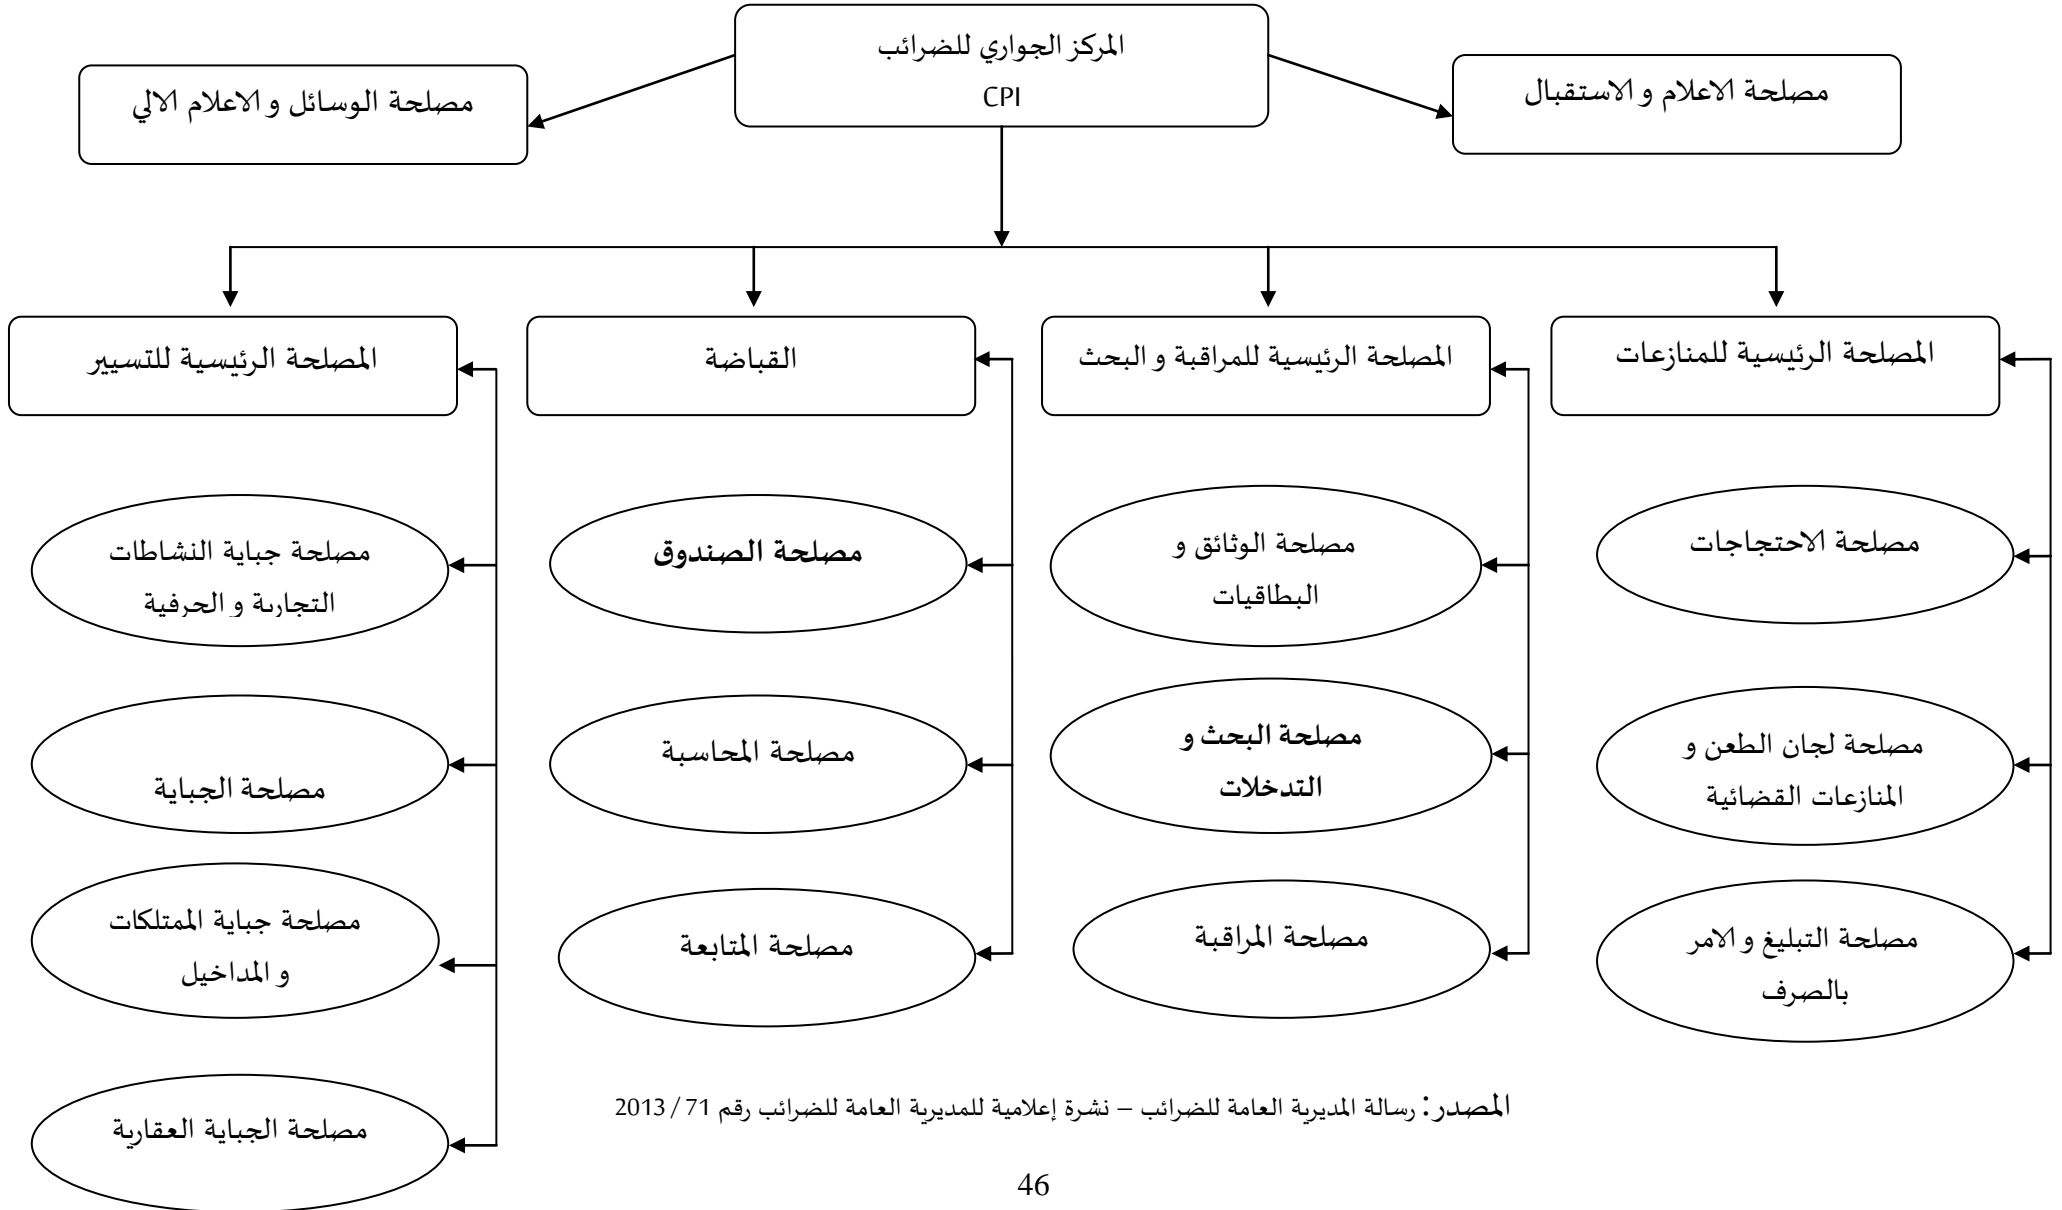 المركز الجواري للضرائب
CPI
مصلحة الاعلام و الاستقبال
مصلحة الوسائل و الاعلام الالي
المصلحة الرئيسية للمنازعات
المصلحة الرئيسية للمراقبة و البحث
القباضة
المصلحة الرئيسية للتسيير
مصلحة الاحتجاجات
مصلحة الوثائق و
البطاقيات
مصلحة الصندوق
مصلحة جباية النشاطات
التجارية و الحرفية
مصلحة لجان الطعن و
المنازعات القضائية
مصلحة البحث و
التدخلات
مصلحة المحاسبة
مصلحة الجباية
مصلحة التبليغ و الامر
بالصرف
مصلحة المراقبة
مصلحة المتابعة
مصلحة جباية الممتلكات
و المداخيل
مصلحة الجباية العقارية
المصدر: رسالة المديرية العامة للضرائب – نشرة إعلامية للمديرية العامة للضرائب رقم 71 / 2013
46